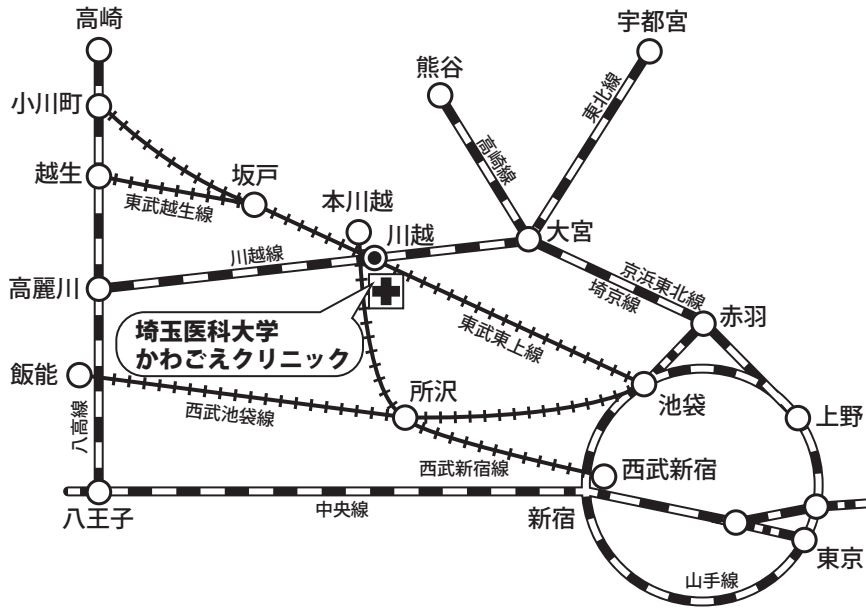 高崎
宇都宮
熊谷
小川町
東北線
高崎線
越生
坂戸
東武越生線
本川越
川越
大宮
川越線
高麗川
京浜東北線
埼京線
赤羽
埼玉医科大学
かわごえクリニック
東武東上線
飯能
所沢
池袋
上野
西武池袋線
八高線
西武新宿線
西武新宿
八王子
中央線
新宿
東京
山手線